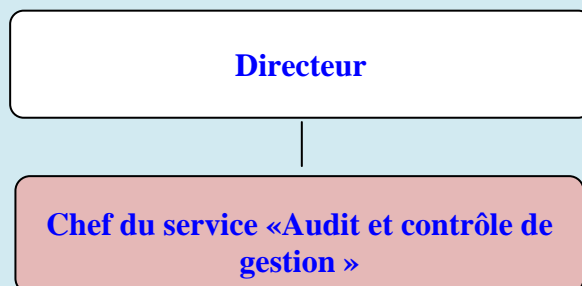 Directeur
Chef du service «Audit et contrôle de
gestion »